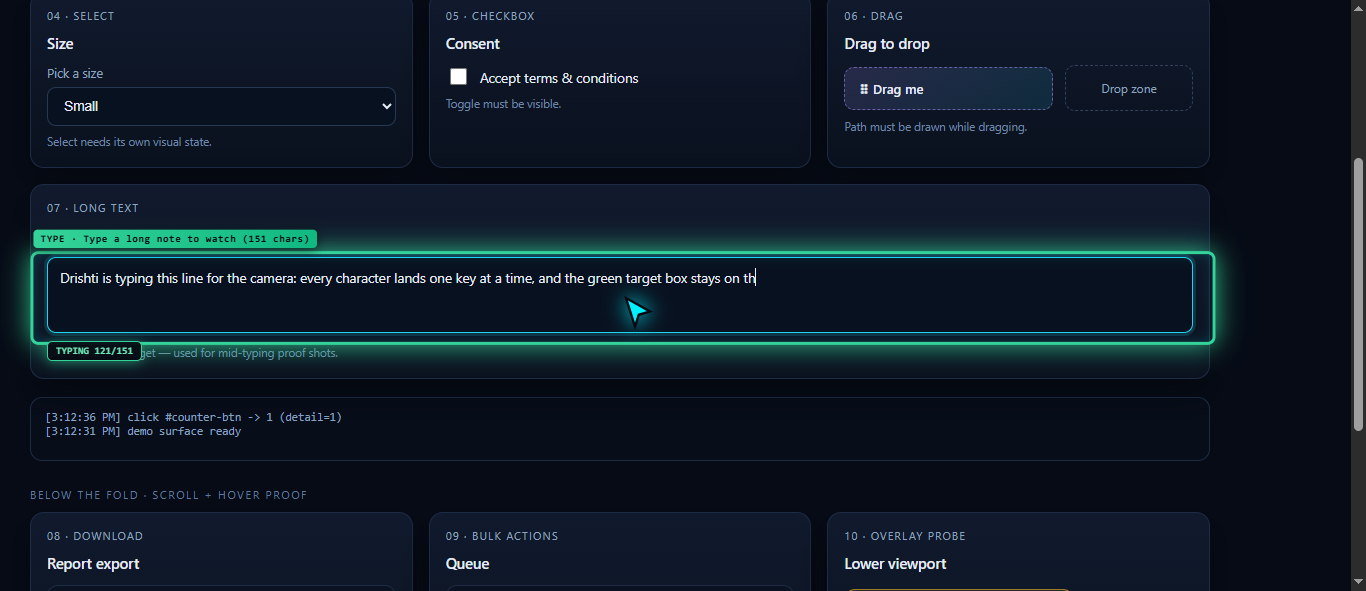 04 · SELECT
Size
Pick a size
Small
Select needs its own visual state.
05 · CHECKBOX
Consent
Accept terms & conditions
Toggle must be visible.
06 · DRAG
Drag to drop
⠿ Drag me
Drop zone
Path must be drawn while dragging.
07 · LONG TEXT
TYPE · Type a long note to watch (151 chars)
Drishti is typing this line for the camera: every character lands one key at a time, and the green target box stays on th
TYPING 121/151
get — used for mid-typing proof shots.
[3:12:36 PM] click #counter-btn -> 1 (detail=1)
[3:12:31 PM] demo surface ready
BELOW THE FOLD · SCROLL + HOVER PROOF
08 · DOWNLOAD
Report export
09 · BULK ACTIONS
Queue
10 · OVERLAY PROBE
Lower viewport